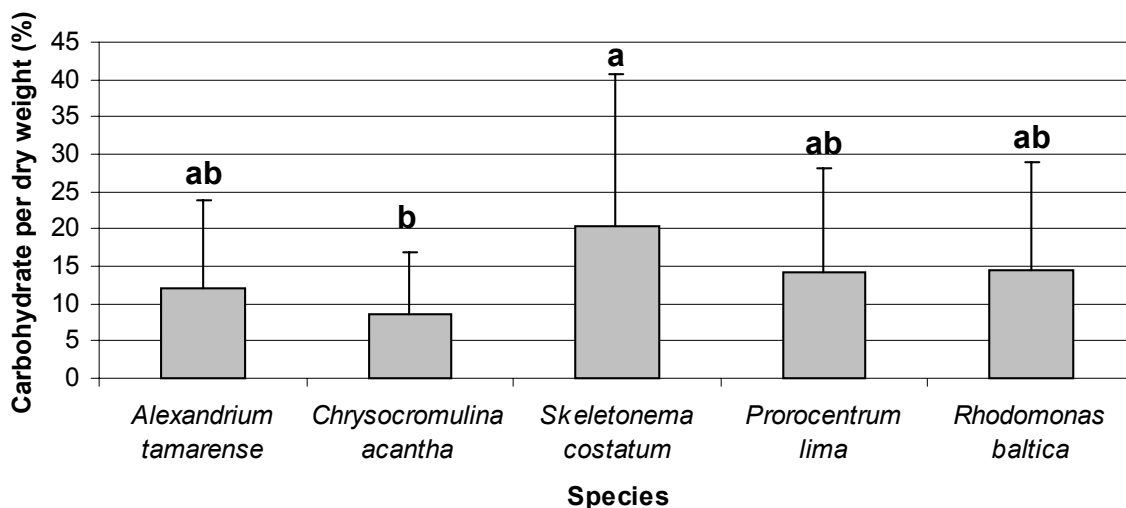 Carbohydrate per dry weight (%)
45
40
35
30
25
20
15
10
5
0
ab
b
a
ab
ab
Alexandrium
tamarense
Chrysocromulina
acantha
Skeletonema
costatum
Prorocentrum
lima
Rhodomonas
baltica
Species